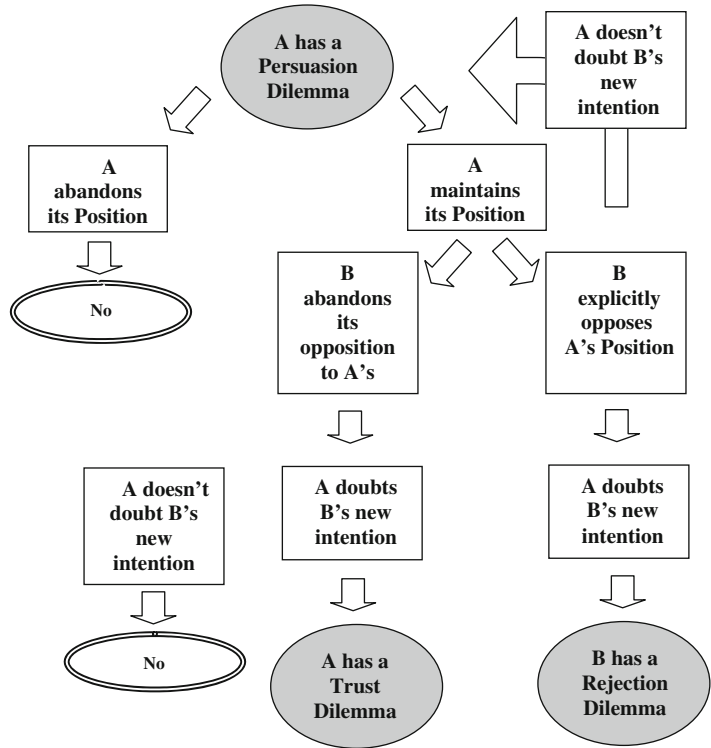 A has a
Persuasion
Dilemma
A doesn't
doubt B's
new
intention
A
abandons
its Position
A
maintains
its Position
No
B
abandons
its
opposition
to A's
B
explicitly
opposes
A's Position
A doesn't
doubt B's
new
intention
A doubts
B's new
intention
A doubts
B's new
intention
No
A has a
Trust
Dilemma
B has a
Rejection
Dilemma